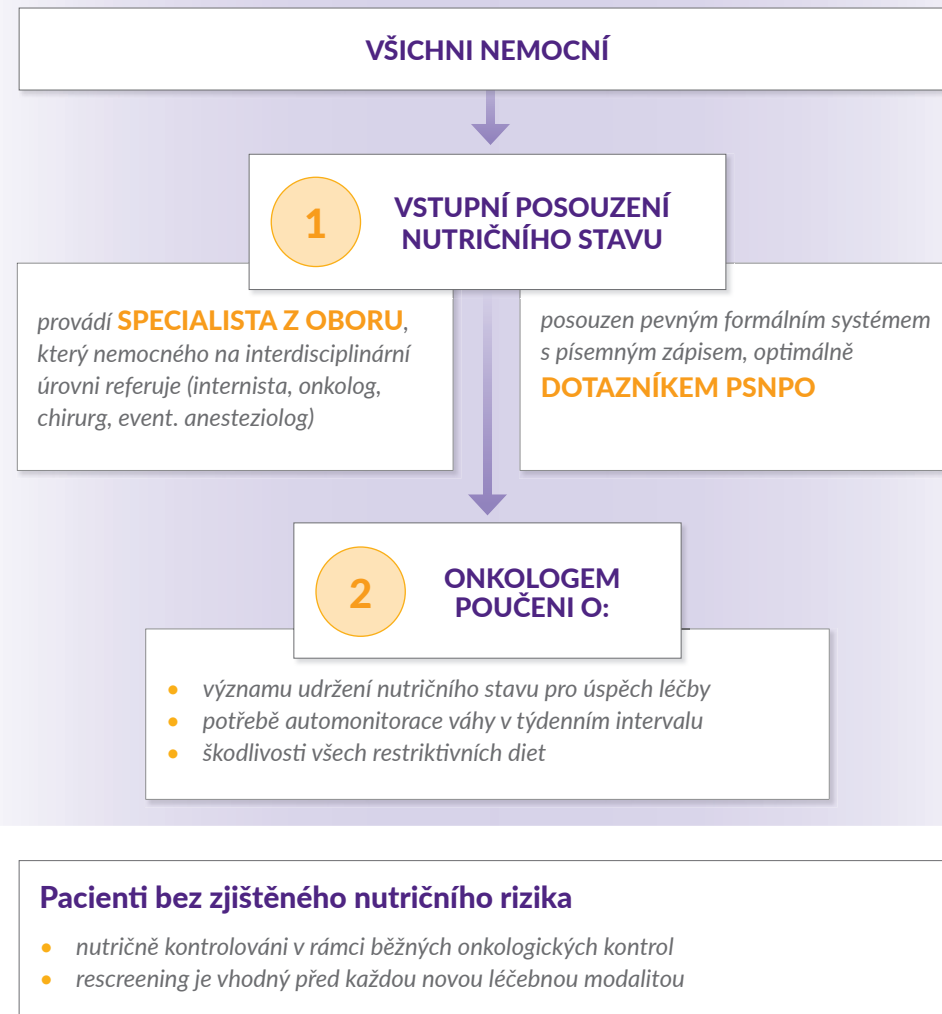 VŠICHNI NEMOCNÍ
1
VSTUPNÍ POSOUZENÍ
NUTRIČNÍHO STAVU
provádí SPECIALISTA Z OBORU,
který nemocného na interdisciplinární
úrovni referuje (internista, onkolog,
chirurg, event. anesteziolog)
posouzen pevným formálním systémem
s písemným zápisem, optimálně
DOTAZNÍKEM PSNPO
2
ONKOLOGEM
POUČENI O:
• významu udržení nutričního stavu pro úspěch léčby
• potřebě automonitorace váhy v týdenním intervalu
• škodlivosti všech restriktivních diet
Pacienti bez zjištěného nutričního rizika
• nutričně kontrolováni v rámci běžných onkologických kontrol
• rescreening je vhodný před každou novou léčebnou modalitou